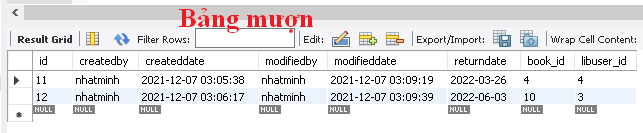 Bảng mượn
Result Grid Filter Rows: Edit: Export/Import: Wrap Cell Content:
id createdby createddate modifiedby modifieddate returndate book_id libuser_id
11 nhatminh 2021-12-07 03:05:38 nhatminh 2021-12-07 03:09:19 2022-03-26 4 4
12 nhatminh 2021-12-07 03:06:17 nhatminh 2021-12-07 03:09:39 2022-06-03 10 3
NULL NULL NULL NULL NULL NULL NULL NULL